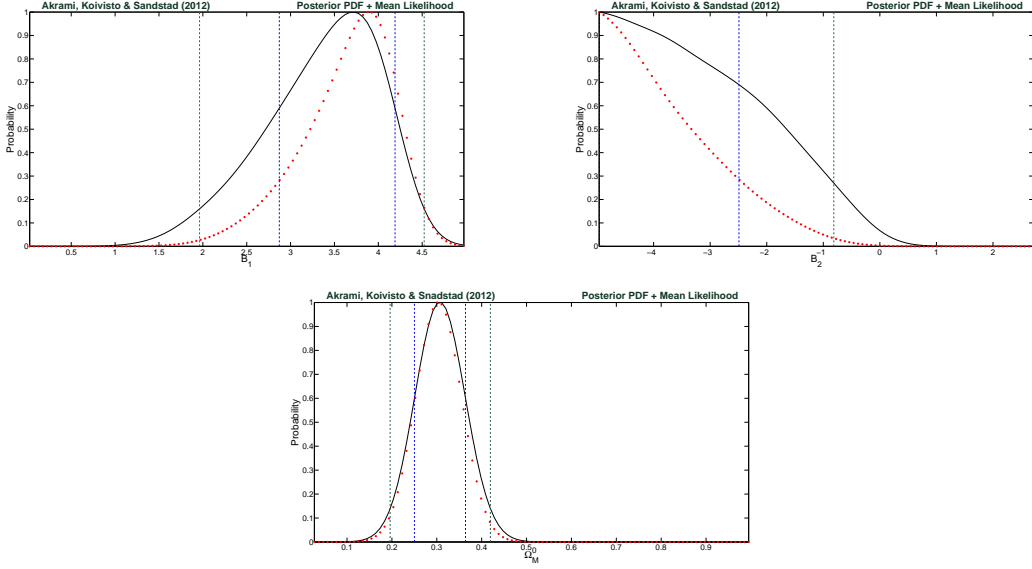 Akrami, Koivisto & Sandstad (2012) Posterior PDF + Mean Likelihood
1
0.9
0.8
0.7
0.6
0.5
0.4
0.3
0.2
0.1
0
Probability
0.5 1 1.5 2 2.5 3 3.5 4 4.5
B1
Akrami, Koivisto & Sandstad (2012) Posterior PDF + Mean Likelihood
1
0.9
0.8
0.7
0.6
0.5
0.4
0.3
0.2
0.1
0
Probability
−4 −3 −2 −1 0 1 2
B2
Akrami, Koivisto & Snadstad (2012) Posterior PDF + Mean Likelihood
1
0.9
0.8
0.7
0.6
0.5
0.4
0.3
0.2
0.1
0
Probability
0.1 0.2 0.3 0.4 0.5 0.6 0.7 0.8 0.9
Ω_M^0